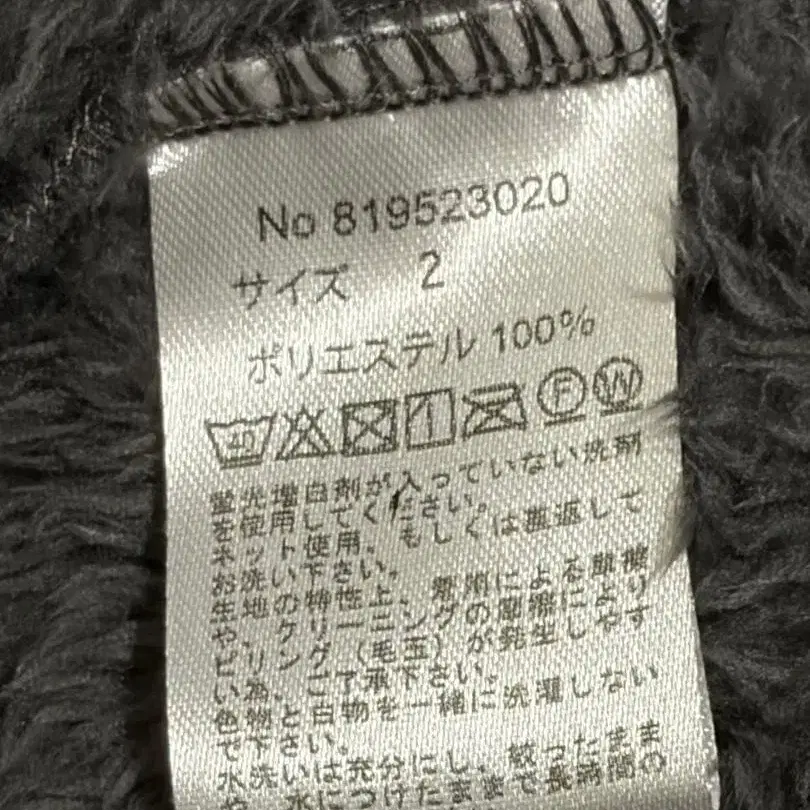 No 819523020
サイズ 2
ポリエステル 100%
40 F W
蛍光増白剤が入っていない洗剤
を使用してください。
ネット使用、もしくは裏返して
お洗い下さい。
生地の特性上、着用による摩擦
やクリーニングの摩擦により
ピリング(毛玉)が発生しやす
い為、ご了承下さい。
色物と白物を一緒に洗濯しない
で下さい。
水洗いは充分にし、絞ったまま
や、水につけたままで長時間の